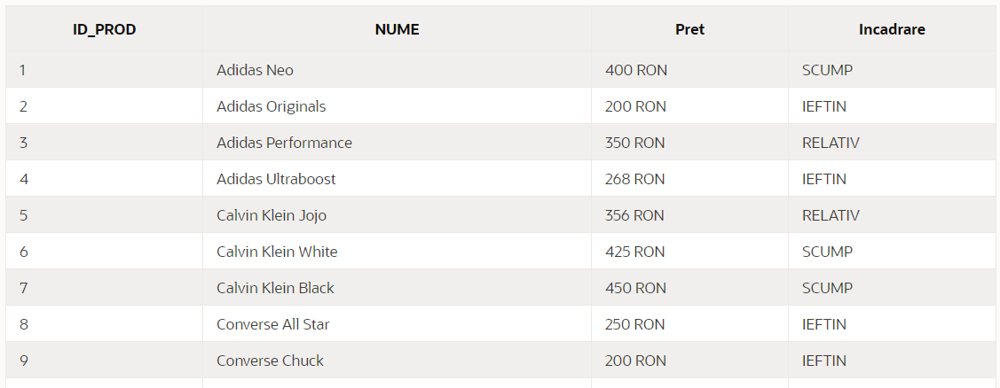 ID_PROD NUME Pret Incadrare
1 Adidas Neo 400 RON SCUMP
2 Adidas Originals 200 RON IEFTIN
3 Adidas Performance 350 RON RELATIV
4 Adidas Ultraboost 268 RON IEFTIN
5 Calvin Klein Jojo 356 RON RELATIV
6 Calvin Klein White 425 RON SCUMP
7 Calvin Klein Black 450 RON SCUMP
8 Converse All Star 250 RON IEFTIN
9 Converse Chuck 200 RON IEFTIN